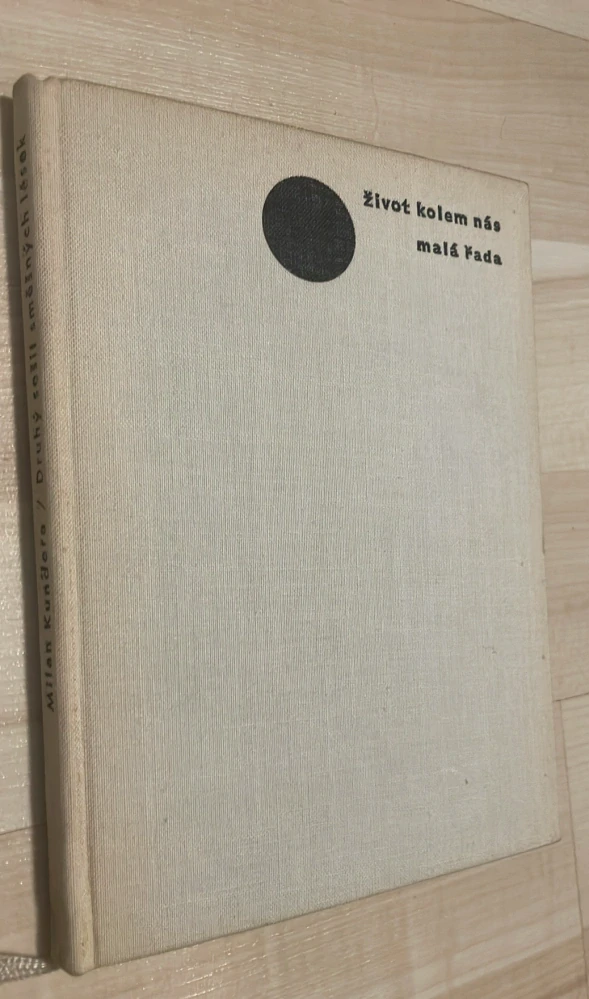 život kolem nás
malá řada
Milan Kundera / Druhý sešit směšných lásek